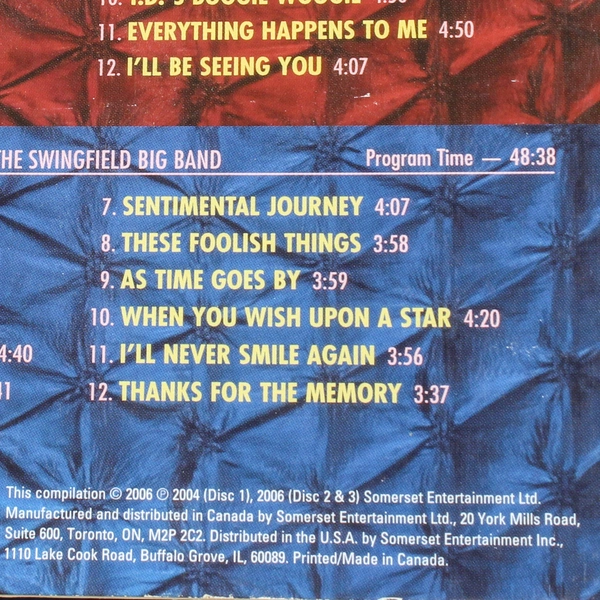 10. T.D.'S BOOGIE WOOGIE 4:30
11. EVERYTHING HAPPENS TO ME 4:50
12. I'LL BE SEEING YOU 4:07
THE SWINGFIELD BIG BAND Program Time — 48:38
7. SENTIMENTAL JOURNEY 4:07
8. THESE FOOLISH THINGS 3:58
9. AS TIME GOES BY 3:59
10. WHEN YOU WISH UPON A STAR 4:20
4:40 11. I'LL NEVER SMILE AGAIN 3:56
41 12. THANKS FOR THE MEMORY 3:37
This compilation © 2006 ℗ 2004 (Disc 1), 2006 (Disc 2 & 3) Somerset Entertainment Ltd.
Manufactured and distributed in Canada by Somerset Entertainment Ltd., 20 York Mills Road,
Suite 600, Toronto, ON, M2P 2C2. Distributed in the U.S.A. by Somerset Entertainment Inc.,
1110 Lake Cook Road, Buffalo Grove, IL, 60089. Printed/Made in Canada.